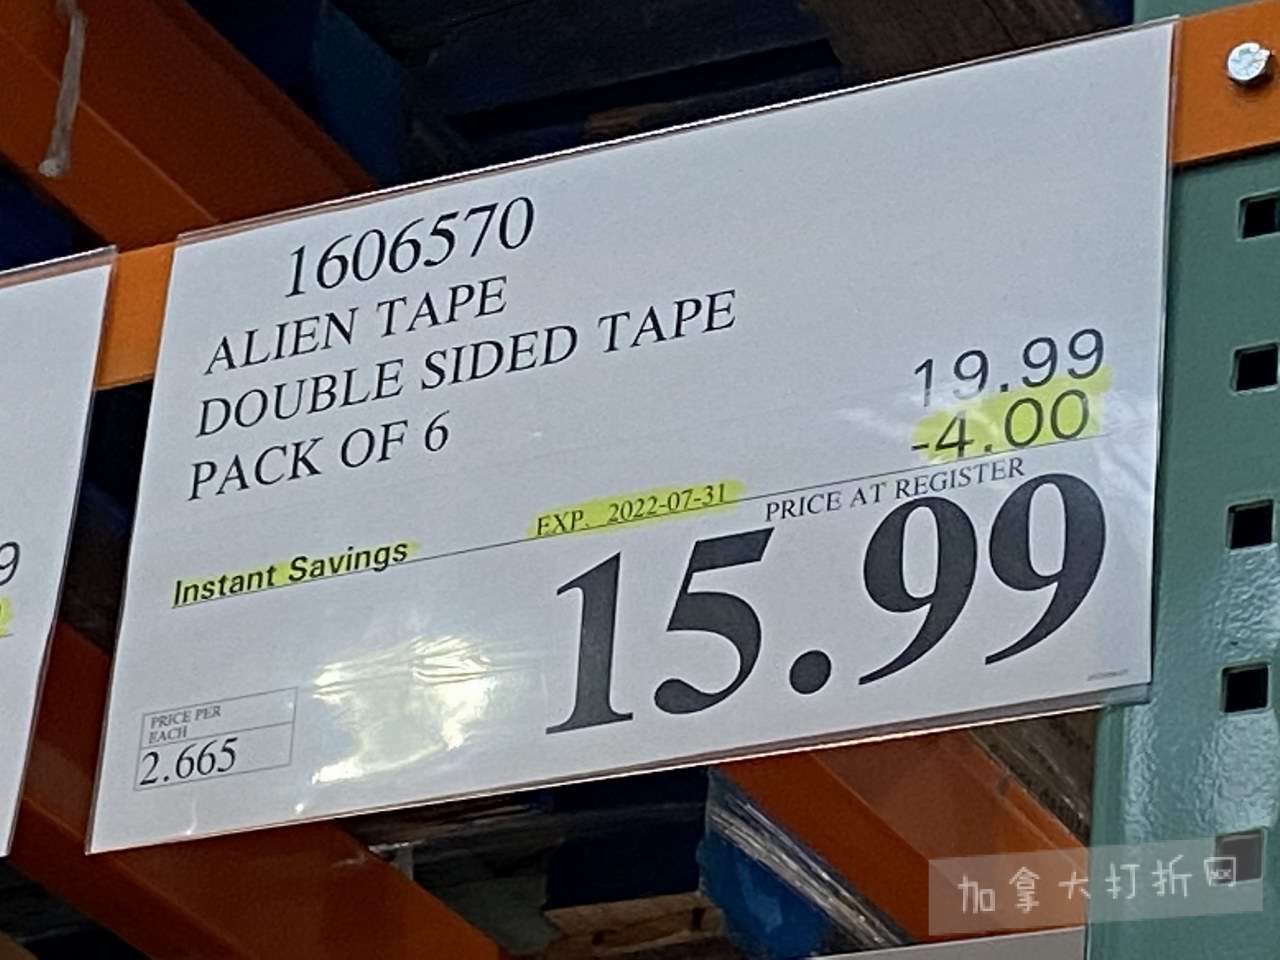 1606570
ALIEN TAPE
DOUBLE SIDED TAPE
PACK OF 6
19.99
-4.00
EXP. 2022-07-31
PRICE AT REGISTER
Instant Savings
15.99
PRICE PER
EACH
2.665
9
加拿大打折网